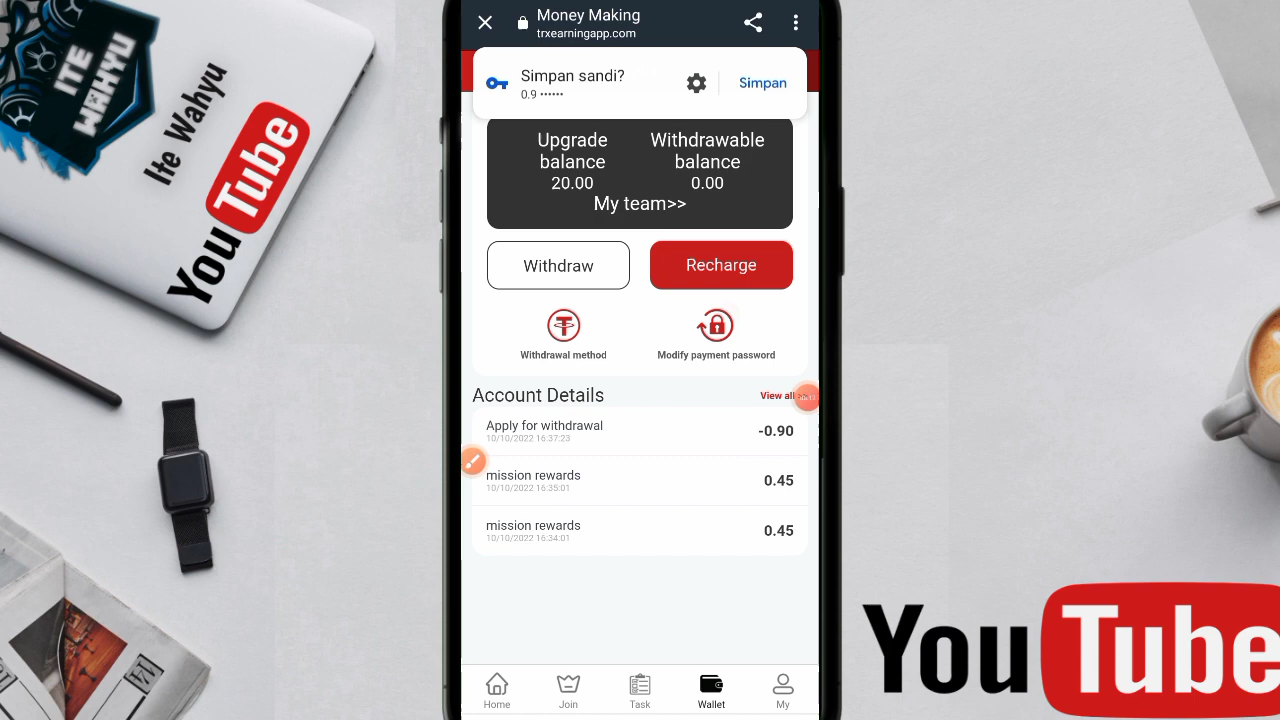 ITE
WAHYU
Ite Wahyu
YouTube
Money Making
trxearningapp.com
Simpan sandi?
0.9 ••••••
Simpan
Upgrade balance
20.00
Withdrawable balance
0.00
My team>>
Withdraw
Recharge
Withdrawal method
Modify payment password
Account Details
View all
Apply for withdrawal
10/10/2022 16:37:23
-0.90
mission rewards
10/10/2022 16:35:01
0.45
mission rewards
10/10/2022 16:34:01
0.45
Home
Join
Task
Wallet
My
14
YouTube